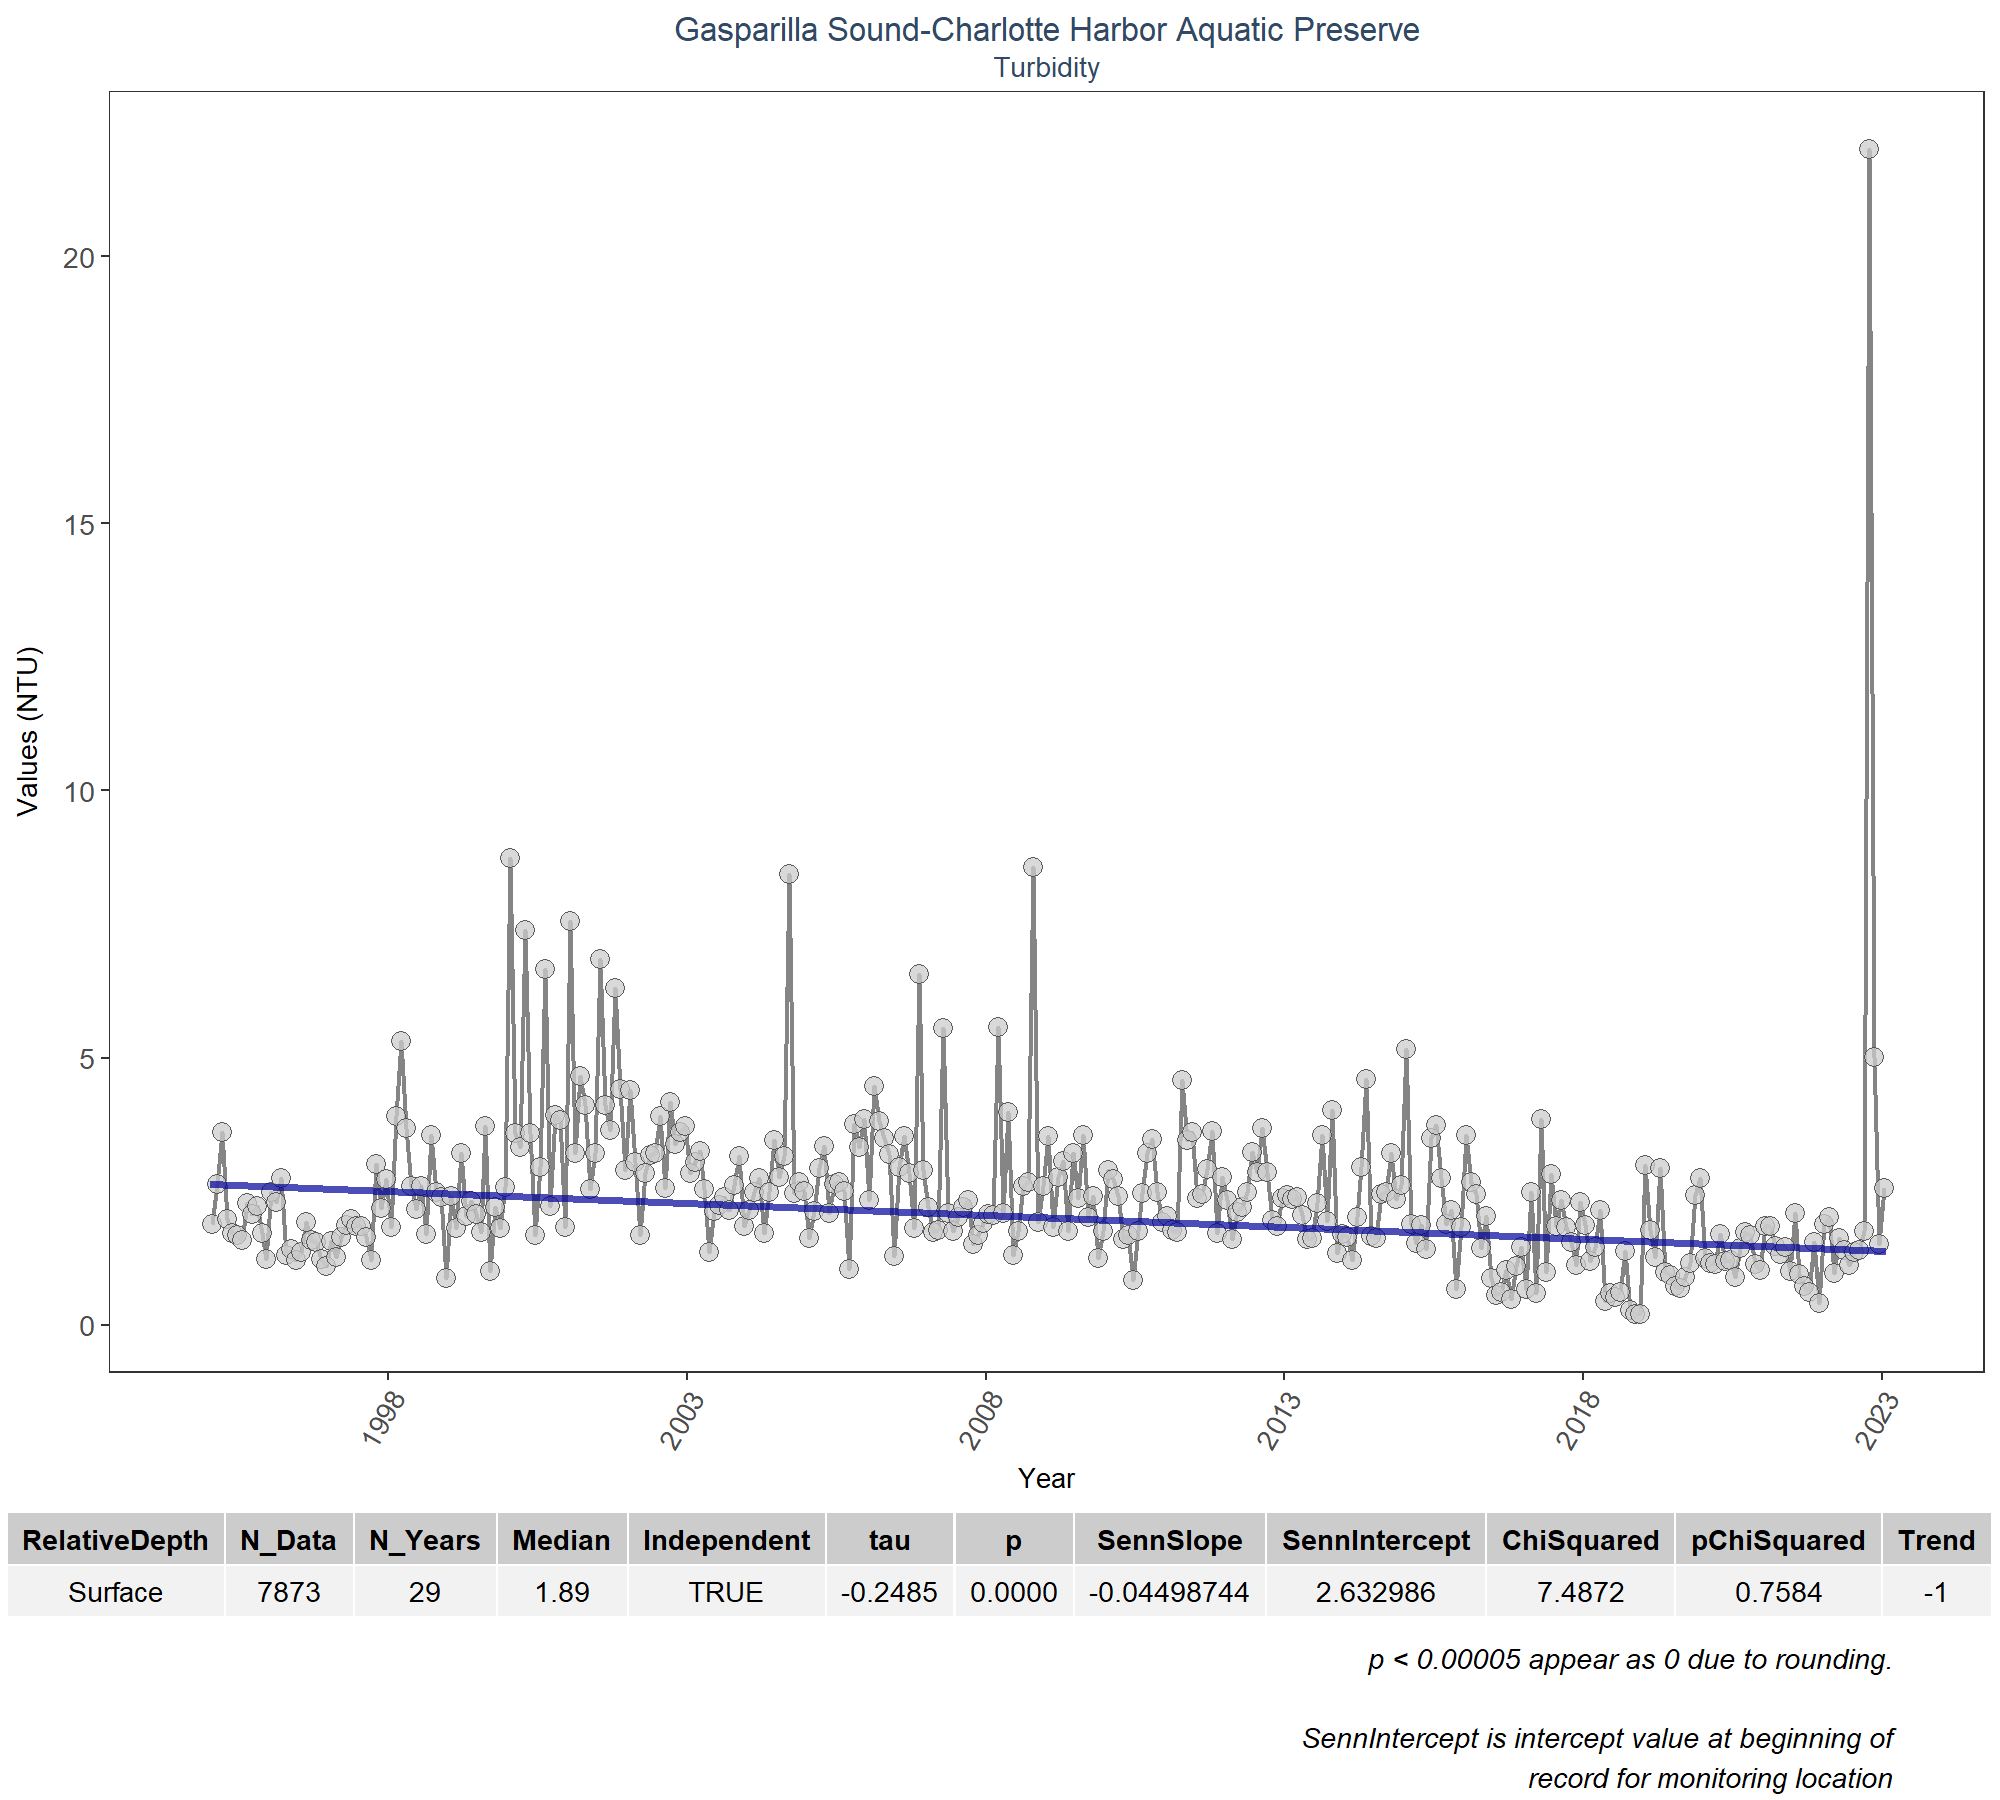 Gasparilla Sound-Charlotte Harbor Aquatic Preserve
Turbidity
20
15
10
5
0
Values (NTU)
1998
2003
2008
2013
2018
2023
Year
RelativeDepth N_Data N_Years Median Independent tau p SennSlope SennIntercept ChiSquared pChiSquared Trend
Surface 7873 29 1.89 TRUE -0.2485 0.0000 -0.04498744 2.632986 7.4872 0.7584 -1
p < 0.00005 appear as 0 due to rounding.
SennIntercept is intercept value at beginning of
record for monitoring location